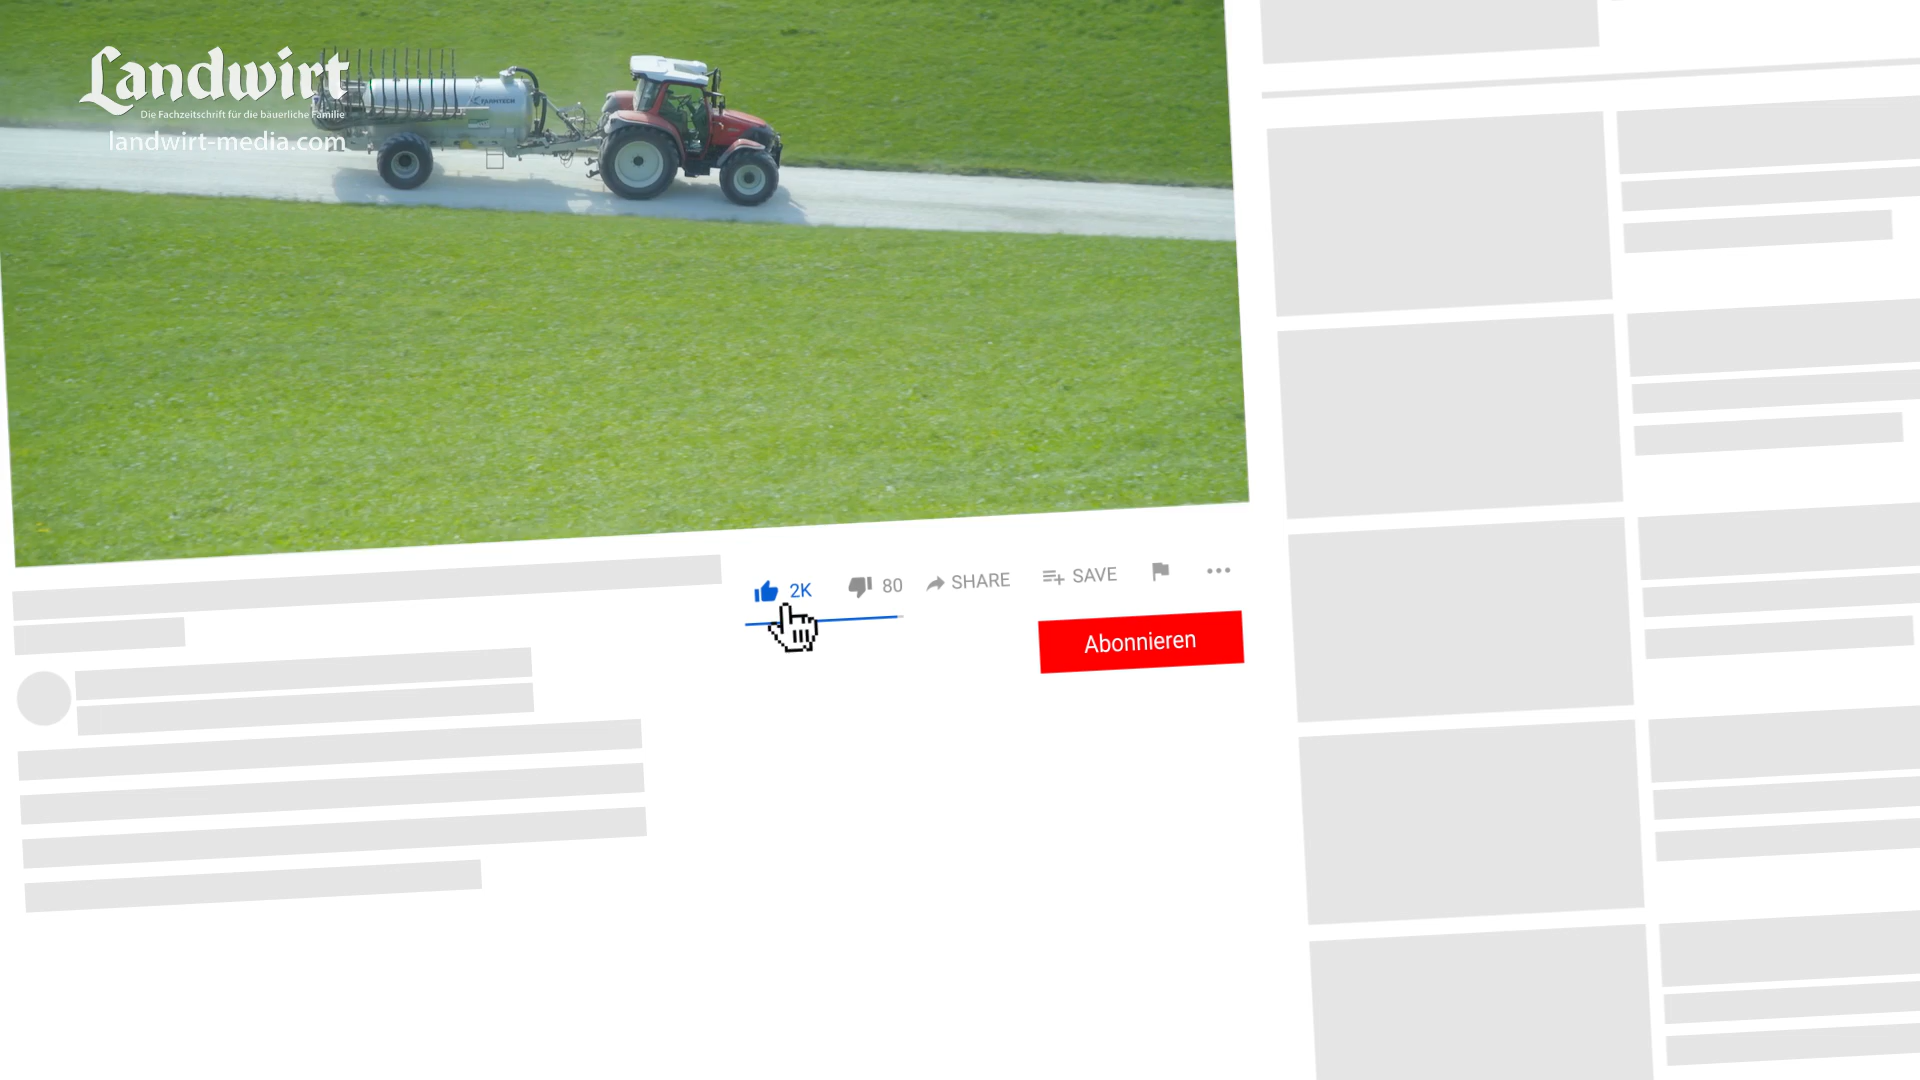 Landwirt
Die Fachzeitschrift für die bäuerliche Familie
landwirt-media.com
FARMTECH
2K
80
SHARE
SAVE
Abonnieren